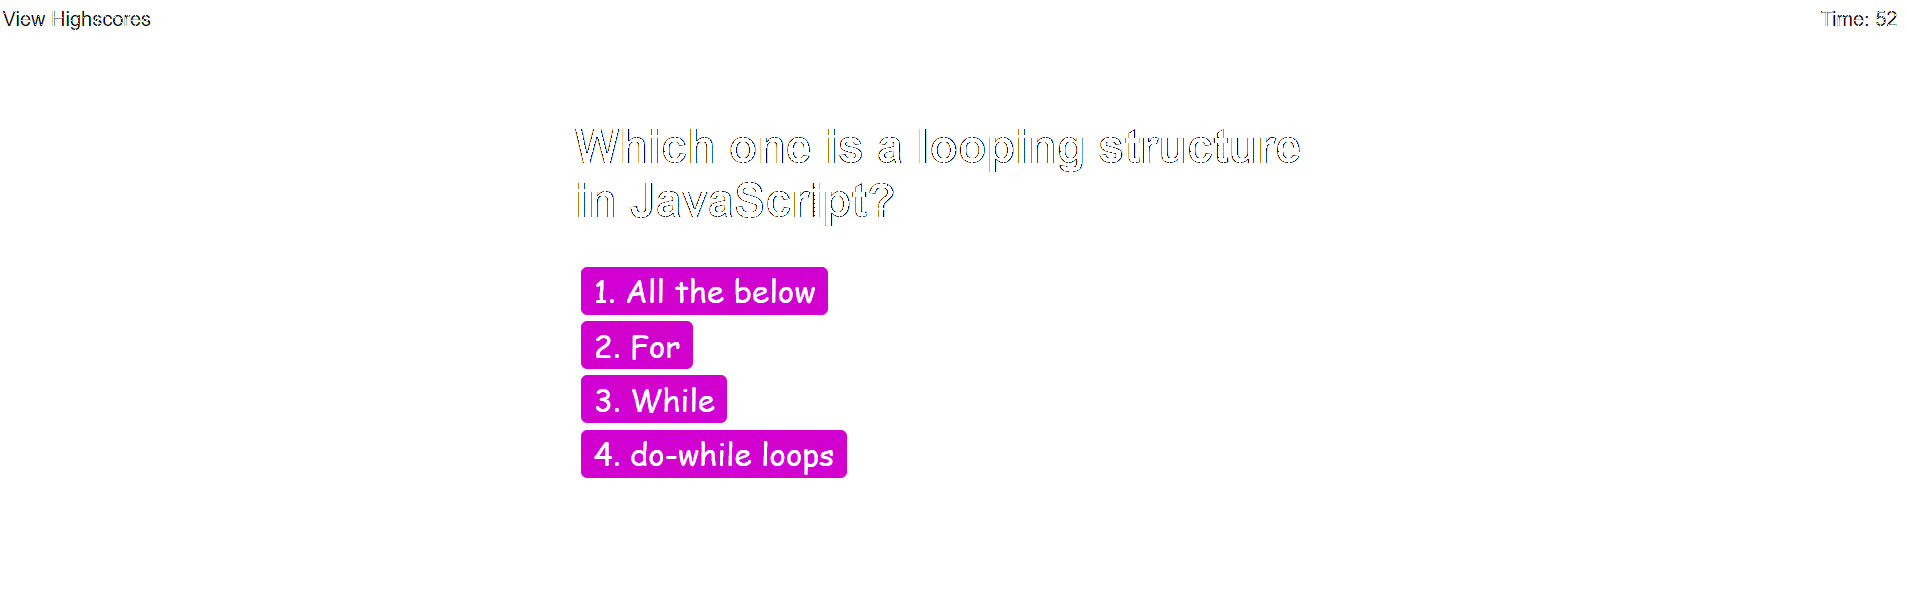 View Highscores
Time: 52
Which one is a looping structure
in JavaScript?
1. All the below
2. For
3. While
4. do-while loops